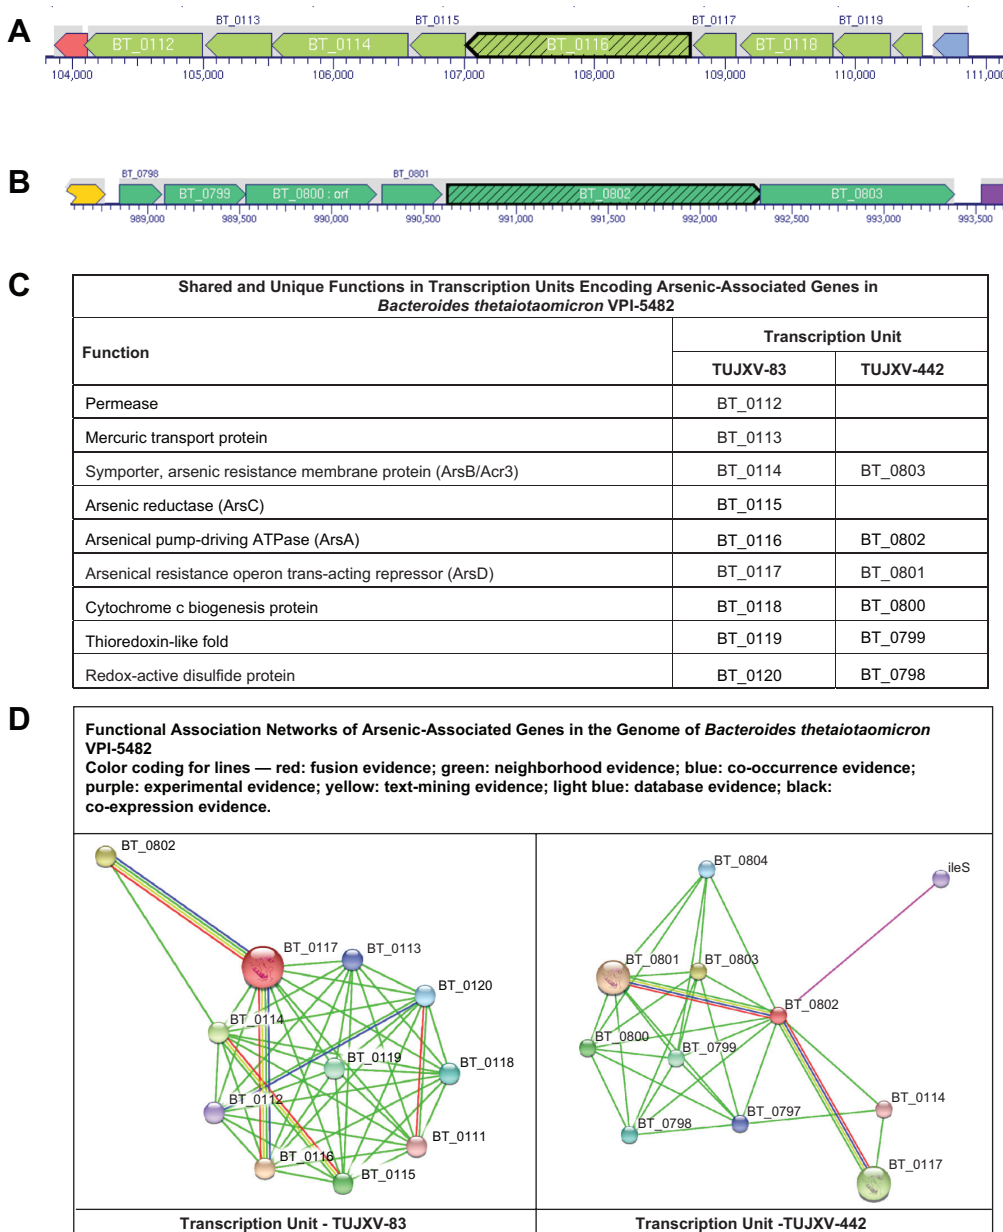 A
BT_0113 BT_0115 BT_0117 BT_0119
BT_0112 BT_0114 BT_0116 BT_0118
104,000 105,000 106,000 107,000 108,000 109,000 110,000 111,000
B
BT_0798 BT_0801
BT_0799 BT_0800 : orf BT_0802 BT_0803
989,000 989,500 990,000 990,500 991,000 991,500 992,000 992,500 993,000 993,500
C
Shared and Unique Functions in Transcription Units Encoding Arsenic-Associated Genes in
Bacteroides thetaiotaomicron VPI-5482
Function
Transcription Unit
TUJXV-83 TUJXV-442
Permease BT_0112
Mercuric transport protein BT_0113
Symporter, arsenic resistance membrane protein (ArsB/Acr3) BT_0114 BT_0803
Arsenic reductase (ArsC) BT_0115
Arsenical pump-driving ATPase (ArsA) BT_0116 BT_0802
Arsenical resistance operon trans-acting repressor (ArsD) BT_0117 BT_0801
Cytochrome c biogenesis protein BT_0118 BT_0800
Thioredoxin-like fold BT_0119 BT_0799
Redox-active disulfide protein BT_0120 BT_0798
D
Functional Association Networks of Arsenic-Associated Genes in the Genome of Bacteroides thetaiotaomicron
VPI-5482
Color coding for lines — red: fusion evidence; green: neighborhood evidence; blue: co-occurrence evidence;
purple: experimental evidence; yellow: text-mining evidence; light blue: database evidence; black:
co-expression evidence.
BT_0802
BT_0117
BT_0113
BT_0120
BT_0114
BT_0119
BT_0118
BT_0112
BT_0111
BT_0116
BT_0115
Transcription Unit - TUJXV-83
BT_0804
ileS
BT_0801
BT_0803
BT_0802
BT_0800
BT_0799
BT_0114
BT_0798
BT_0797
BT_0117
Transcription Unit -TUJXV-442